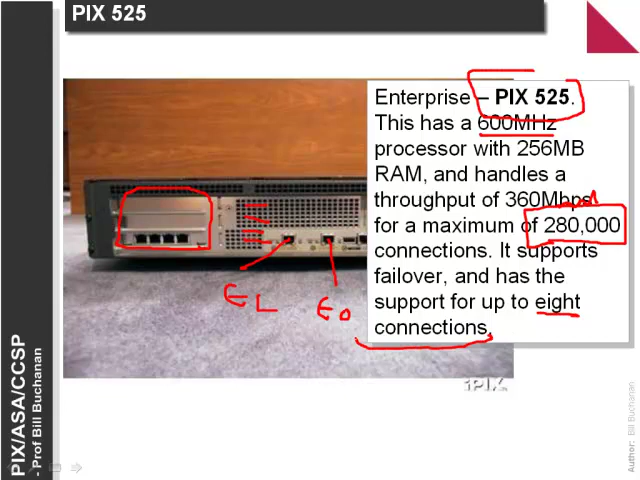 PIX 525
Enterprise – PIX 525.
This has a 600MHz
processor with 256MB
RAM, and handles a
throughput of 360Mbps
for a maximum of 280,000
connections. It supports
failover, and has the
support for up to eight
connections.
E1
E0
iPIX
PIX/ASA/CCSP
- Prof Bill Buchanan
Author: Bill Buchanan